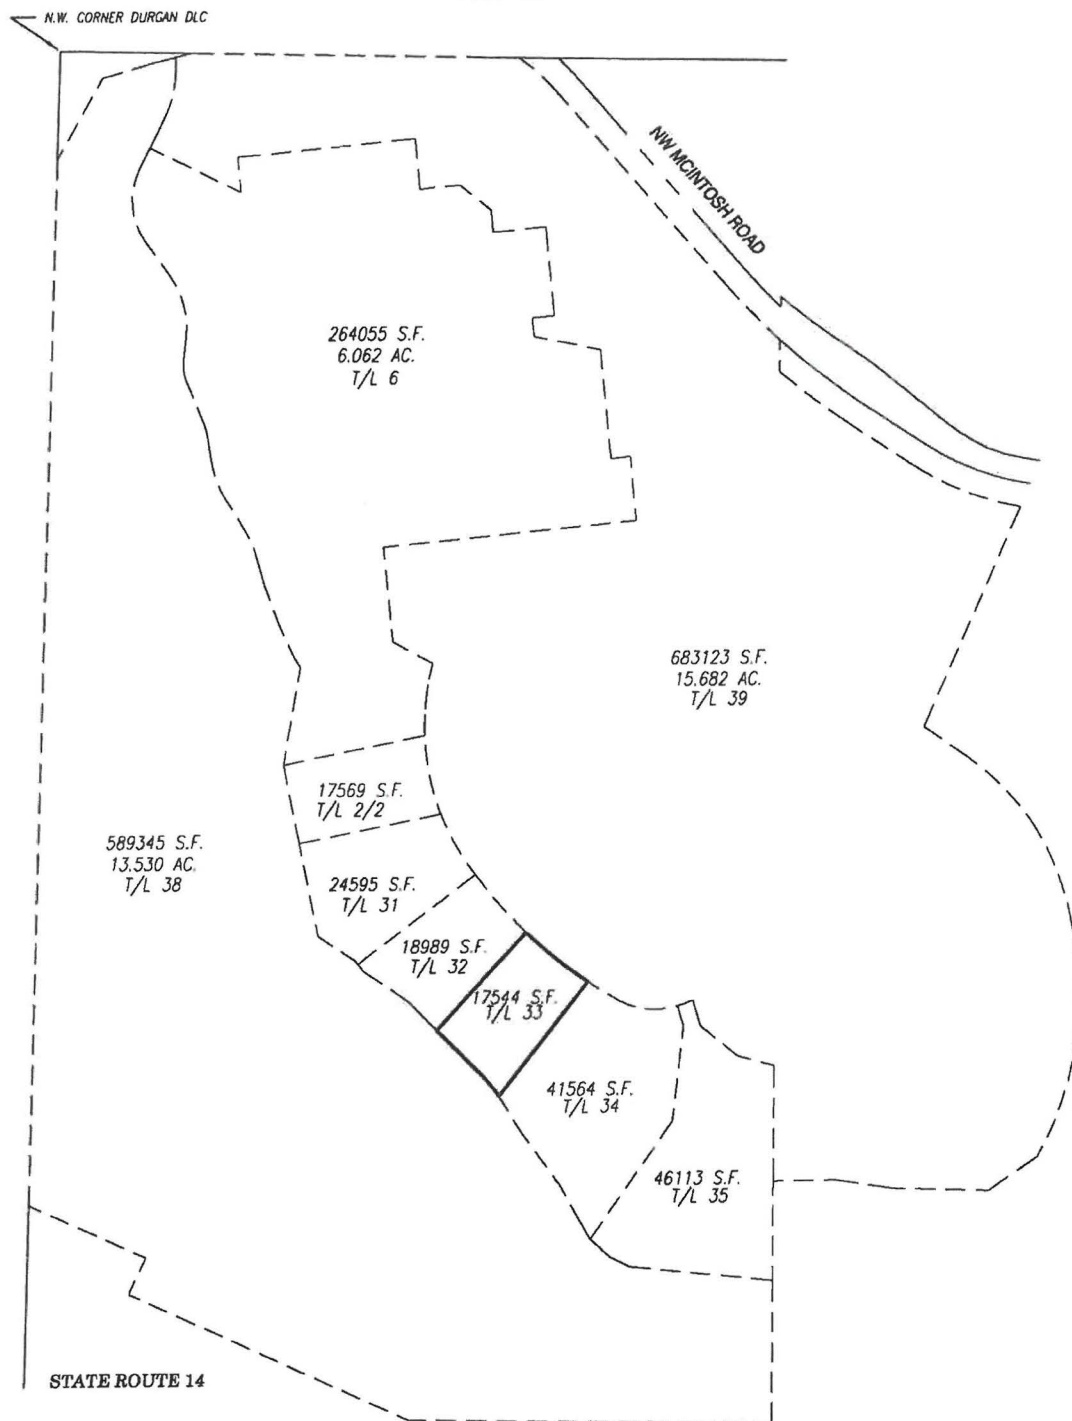 N.W. CORNER DURGAN DLC
NW MCINTOSH ROAD
264055 S.F.
6.062 AC.
T/L 6
683123 S.F.
15.682 AC.
T/L 39
17569 S.F.
T/L 2/2
589345 S.F.
13.530 AC.
T/L 38
24595 S.F.
T/L 31
18989 S.F.
T/L 32
17544 S.F.
T/L 33
41564 S.F.
T/L 34
46113 S.F.
T/L 35
STATE ROUTE 14